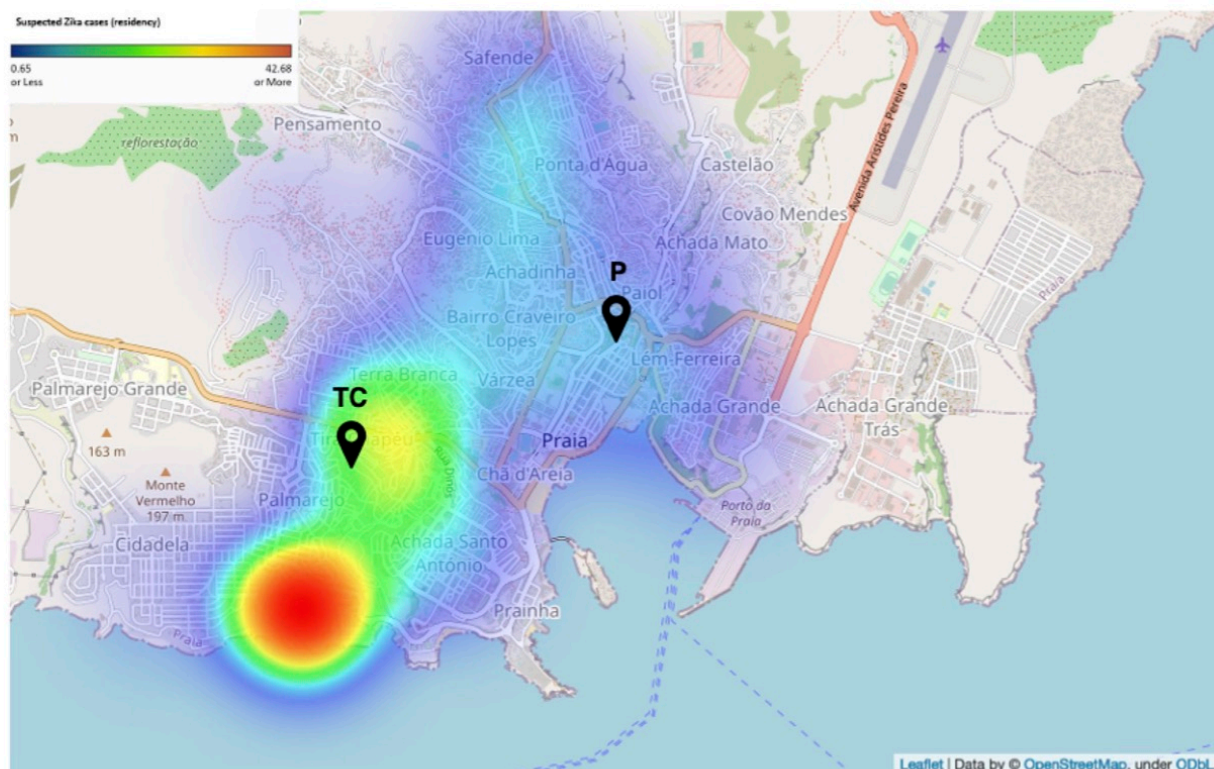 Suspected Zika cases (residency)
0.65
or Less
42.68
or More
Safende
Pensamento
reflorestação
m
Ponta d'Agua
Castelão
Avenida Aristides Pereira
Covão Mendes
Eugénio Lima
Achada Mato
Achadinha
P
Paiol
Praia
Bairro Craveiro
Lopes
Lém-Ferreira
Terra Branca
Várzea
Palmarejo Grande
TC
Achada Grande
Achada Grande
Trás
163 m
Praia
Chã d'Areia
Monte
Vermelho
197 m
Palmarejo
Porto da
Praia
Cidadela
Achada Santo
António
Prainha
Praia
Leaflet | Data by © OpenStreetMap, under ODbL